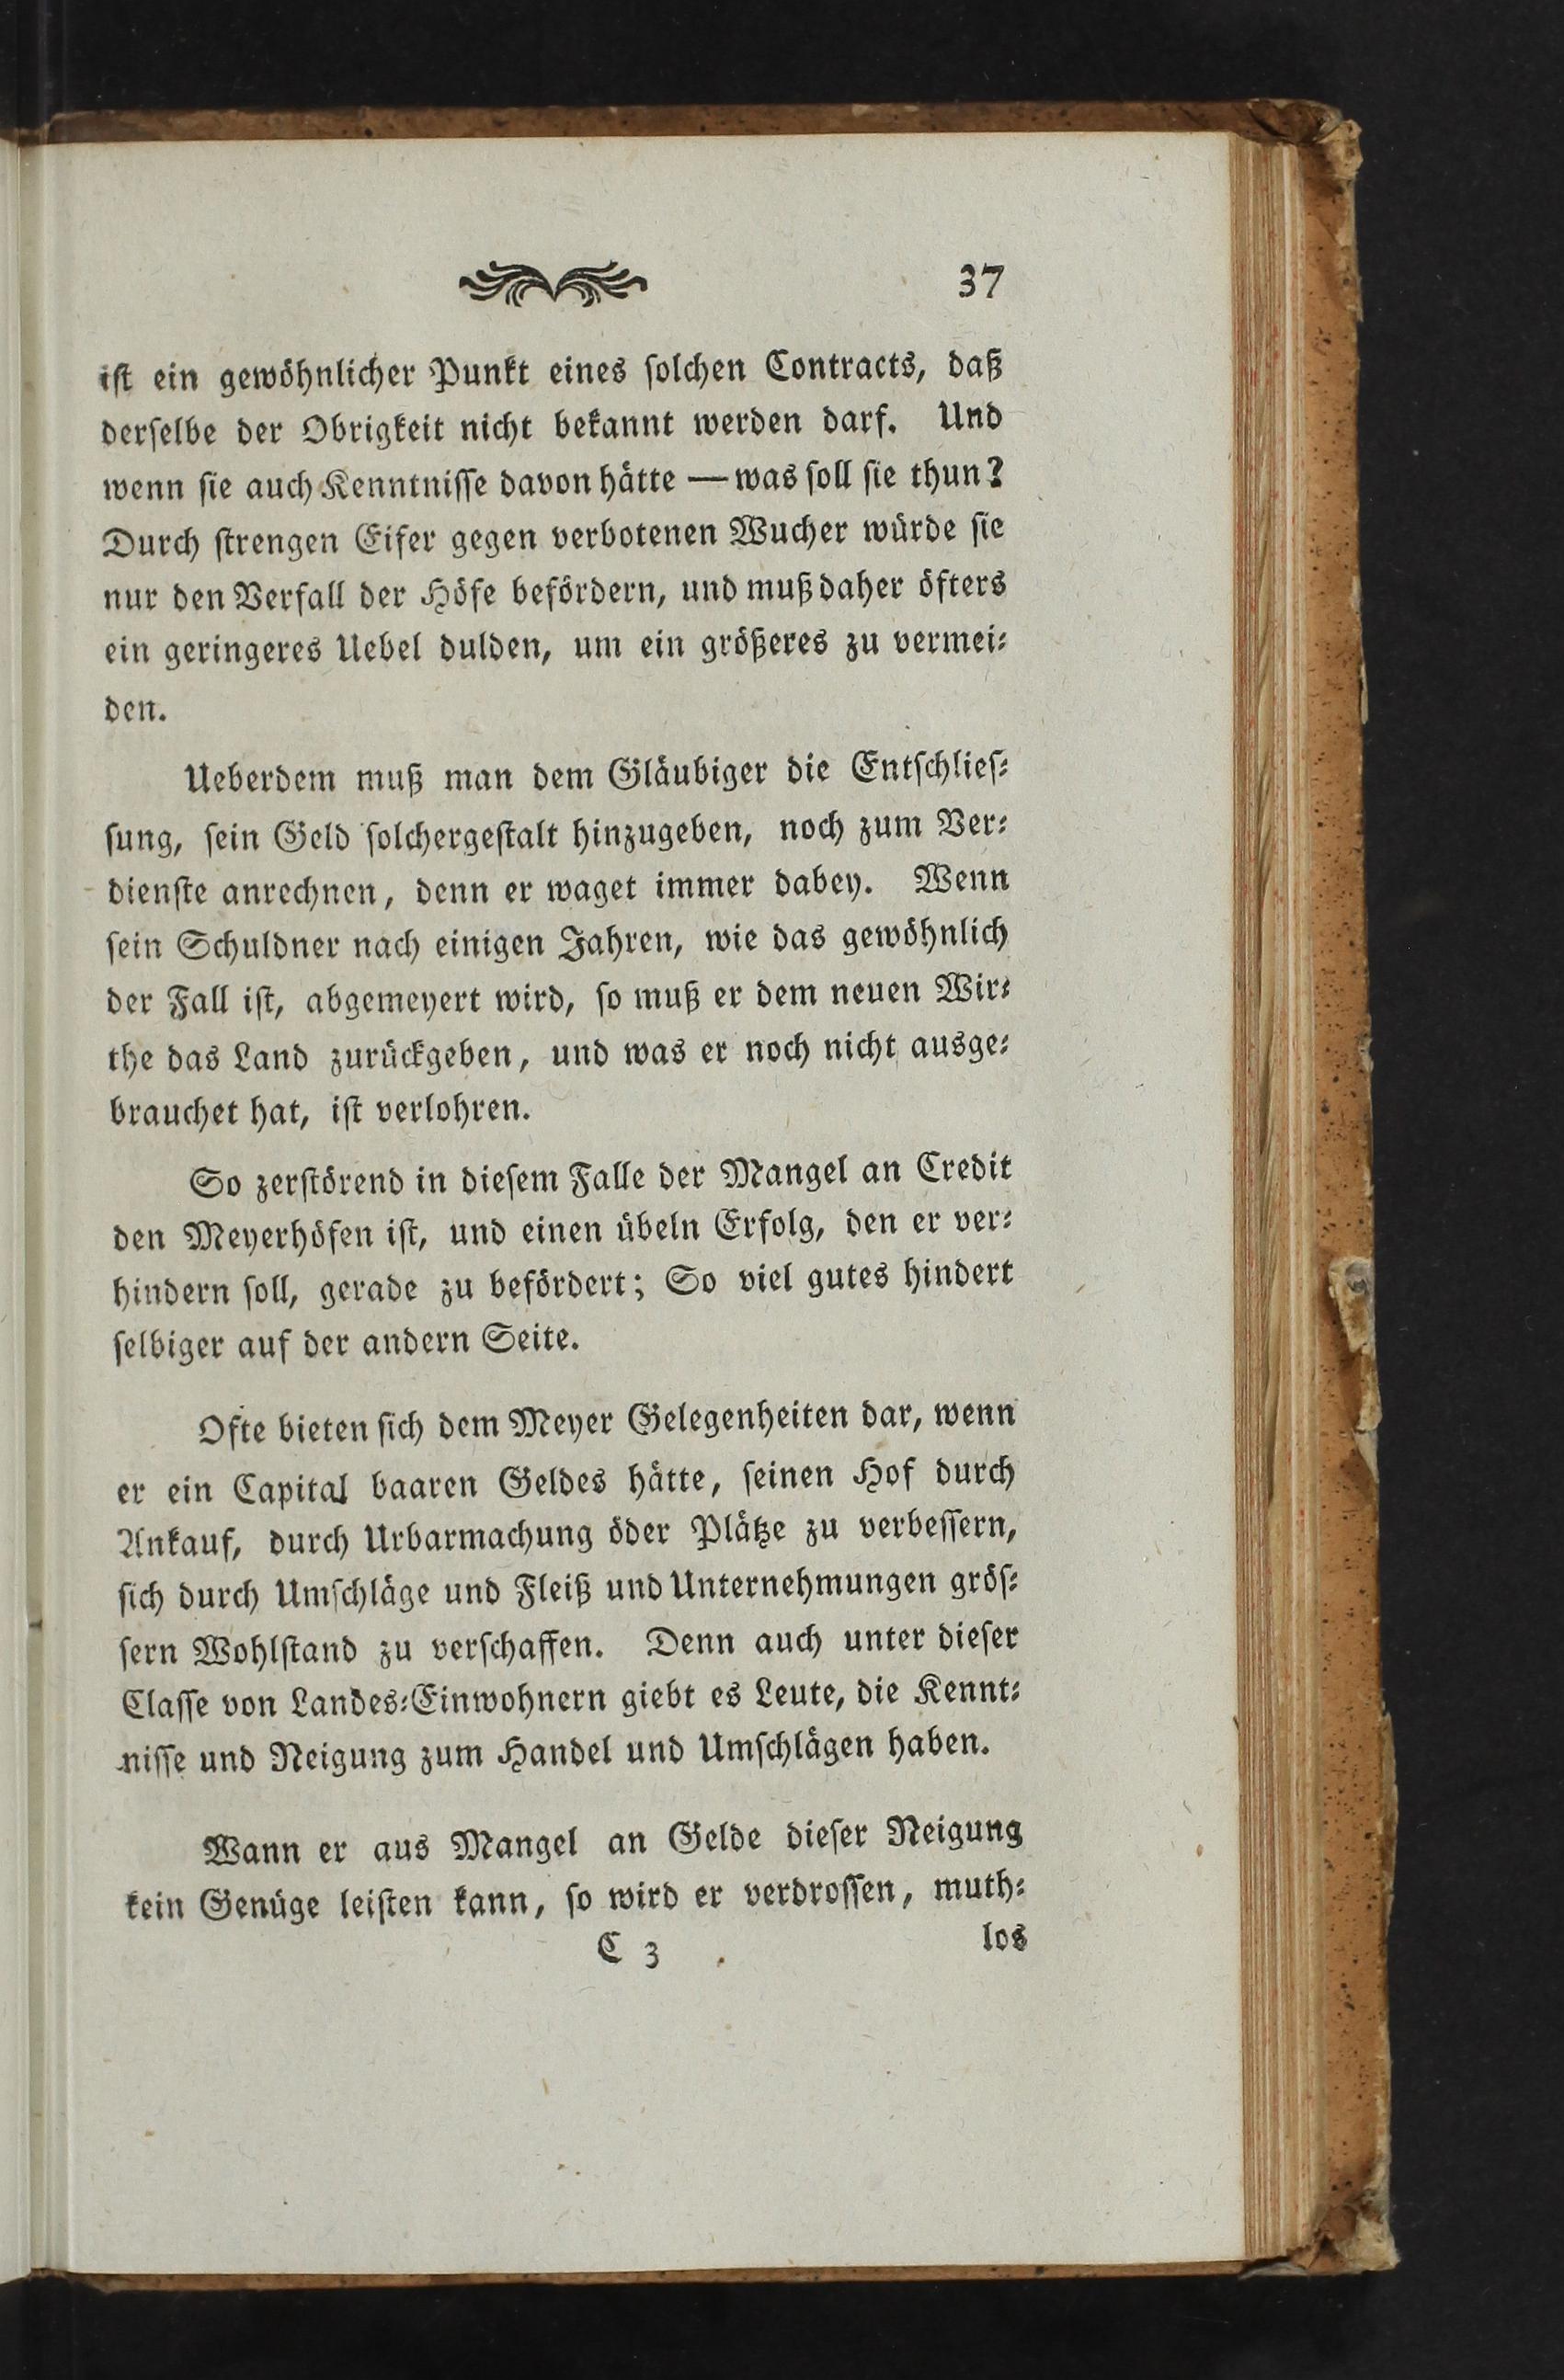 37
iſt ein gewöhnlicher Punkt eines ſolchen Contracts, daß
derſelbe der Obrigkeit nicht bekannt werden darf. Und
wenn ſie auch Kenntniſſe davon hätte — was ſoll ſie thun?
Durch ſtrengen Eifer gegen verbotenen Wucher würde ſie
nur den Verfall der Höfe befördern, und muß daher öfters
ein geringeres Uebel dulden, um ein größeres zu vermei⸗
den.
Ueberdem muß man dem Gläubiger die Entſchlieſ⸗
ſung, ſein Geld ſolchergeſtalt hinzugeben, noch zum Ver⸗
dienſte anrechnen, denn er waget immer dabey. Wenn
ſein Schuldner nach einigen Jahren, wie das gewöhnlich
der Fall iſt, abgemeyert wird, ſo muß er dem neuen Wir⸗
the das Land zurückgeben, und was er noch nicht ausge⸗
brauchet hat, iſt verlohren.
So zerſtörend in dieſem Falle der Mangel an Credit
den Meyerhöfen iſt, und einen übeln Erfolg, den er ver⸗
hindern ſoll, gerade zu befördert; So viel gutes hindert
ſelbiger auf der andern Seite.
Ofte bieten ſich dem Meyer Gelegenheiten dar, wenn
er ein Capital baaren Geldes hätte, ſeinen Hof durch
Ankauf, durch Urbarmachung öder Plätze zu verbeſſern,
ſich durch Umſchläge und Fleiß und Unternehmungen gröſ⸗
ſern Wohlſtand zu verſchaffen. Denn auch unter dieſer
Claſſe von Landes⸗Einwohnern giebt es Leute, die Kennt⸗
niſſe und Neigung zum Handel und Umſchlägen haben.
Wann er aus Mangel an Gelde dieſer Neigung
kein Genüge leiſten kann, ſo wird er verdroſſen, muth⸗
C 3 los